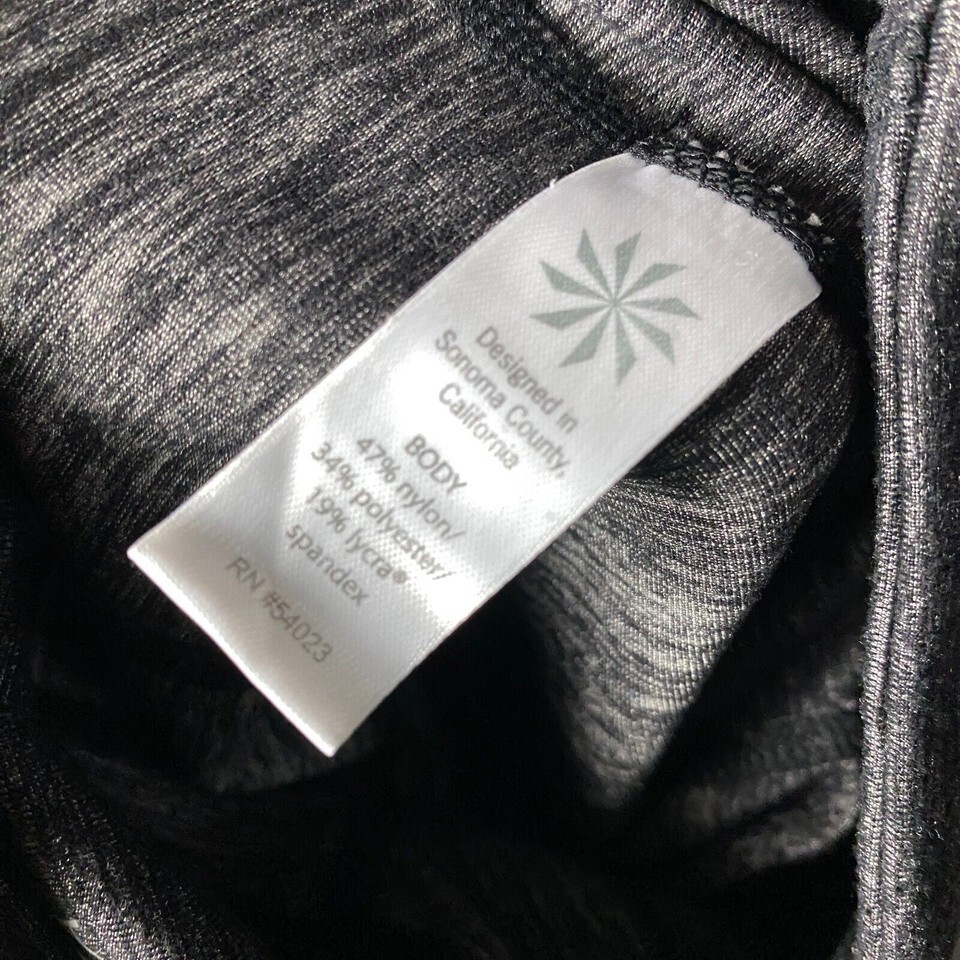 Designed in
Sonoma County,
California
BODY
47% nylon/
34% polyester/
19% lycra®
spandex
RN #54023